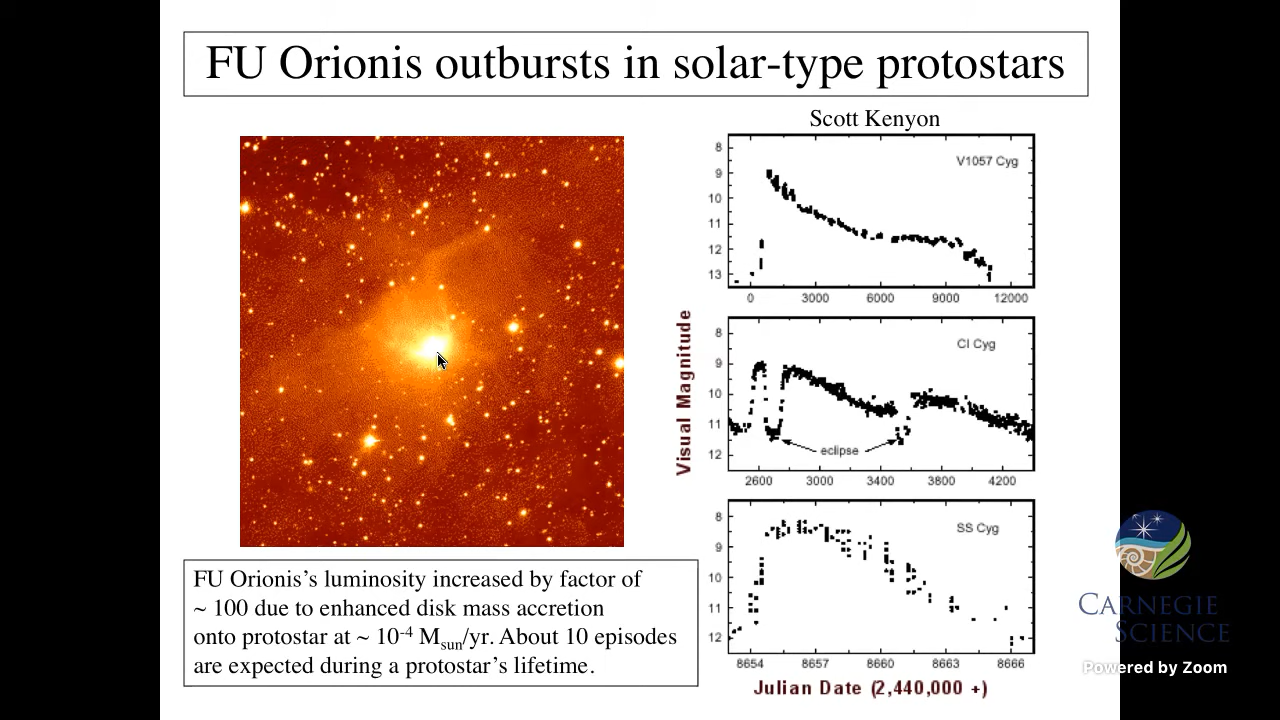 FU Orionis outbursts in solar-type protostars
Scott Kenyon
8
9
10
11
12
13
V1057 Cyg
0 3000 6000 9000 12000
Visual Magnitude
8
9
10
11
12
CI Cyg
eclipse
2600 3000 3400 3800 4200
8
9
10
11
12
SS Cyg
8654 8657 8660 8663 8666
Julian Date (2,440,000 +)
FU Orionis's luminosity increased by factor of
~ 100 due to enhanced disk mass accretion
onto protostar at ~ 10⁻⁴ Msun/yr. About 10 episodes
are expected during a protostar's lifetime.
CARNEGIE
SCIENCE
Powered by Zoom